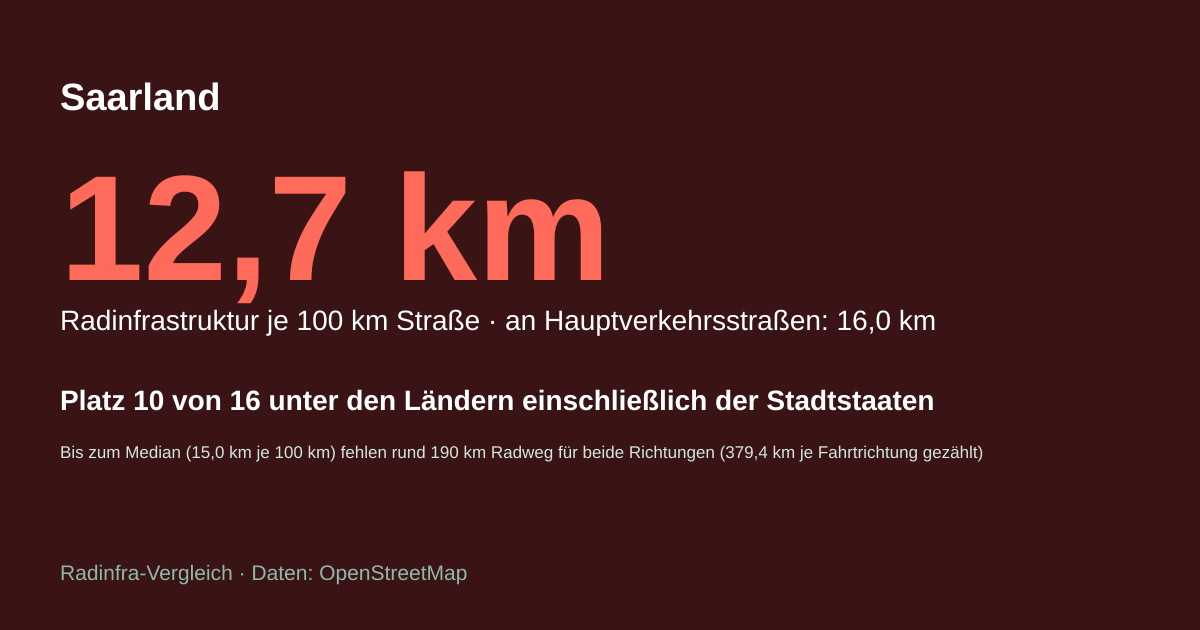 Saarland
12,7 km
Radinfrastruktur je 100 km Straße · an Hauptverkehrsstraßen: 16,0 km
Platz 10 von 16 unter den Ländern einschließlich der Stadtstaaten
Bis zum Median (15,0 km je 100 km) fehlen rund 190 km Radweg für beide Richtungen (379,4 km je Fahrtrichtung gezählt)
Radinfra-Vergleich · Daten: OpenStreetMap